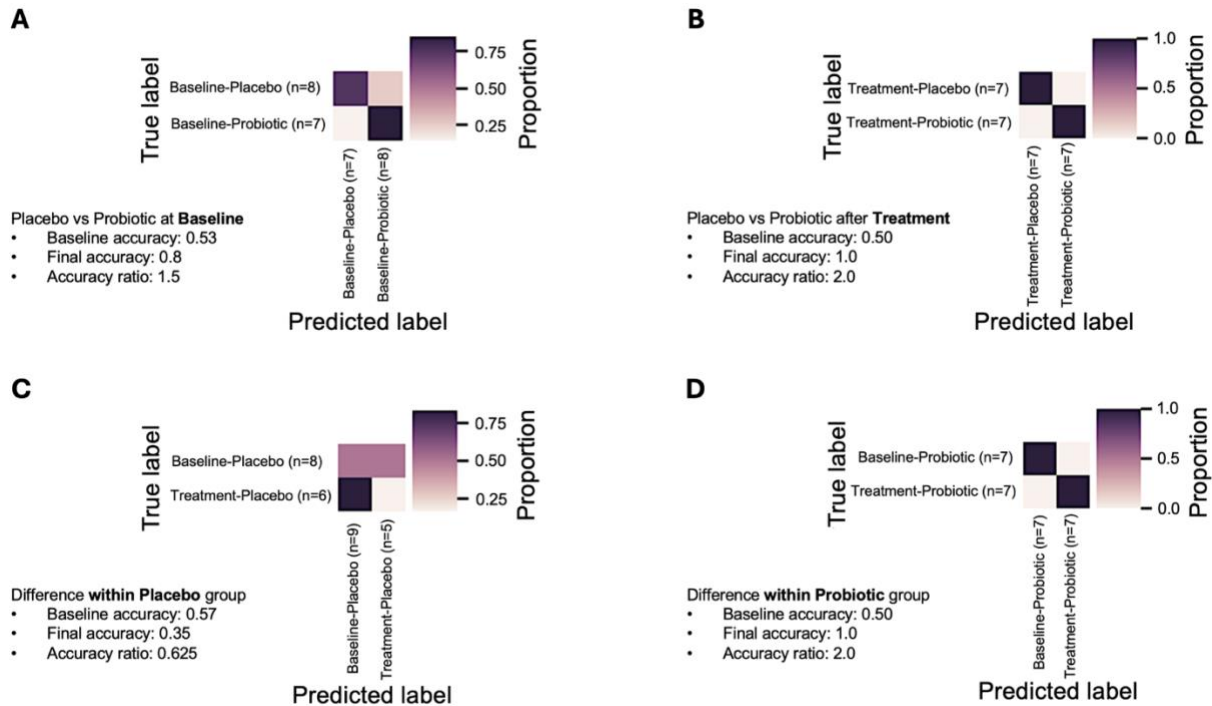 A
True label
Baseline-Placebo (n=8)
Baseline-Probiotic (n=7)
0.75
0.50
0.25
Proportion
Baseline-Placebo (n=7)
Baseline-Probiotic (n=8)
Predicted label
Placebo vs Probiotic at Baseline
• Baseline accuracy: 0.53
• Final accuracy: 0.8
• Accuracy ratio: 1.5
B
True label
Treatment-Placebo (n=7)
Treatment-Probiotic (n=7)
1.0
0.5
0.0
Proportion
Treatment-Placebo (n=7)
Treatment-Probiotic (n=7)
Predicted label
Placebo vs Probiotic after Treatment
• Baseline accuracy: 0.50
• Final accuracy: 1.0
• Accuracy ratio: 2.0
C
True label
Baseline-Placebo (n=8)
Treatment-Placebo (n=6)
0.75
0.50
0.25
Proportion
Baseline-Placebo (n=9)
Treatment-Placebo (n=5)
Predicted label
Difference within Placebo group
• Baseline accuracy: 0.57
• Final accuracy: 0.35
• Accuracy ratio: 0.625
D
True label
Baseline-Probiotic (n=7)
Treatment-Probiotic (n=7)
1.0
0.5
0.0
Proportion
Baseline-Probiotic (n=7)
Treatment-Probiotic (n=7)
Predicted label
Difference within Probiotic group
• Baseline accuracy: 0.50
• Final accuracy: 1.0
• Accuracy ratio: 2.0